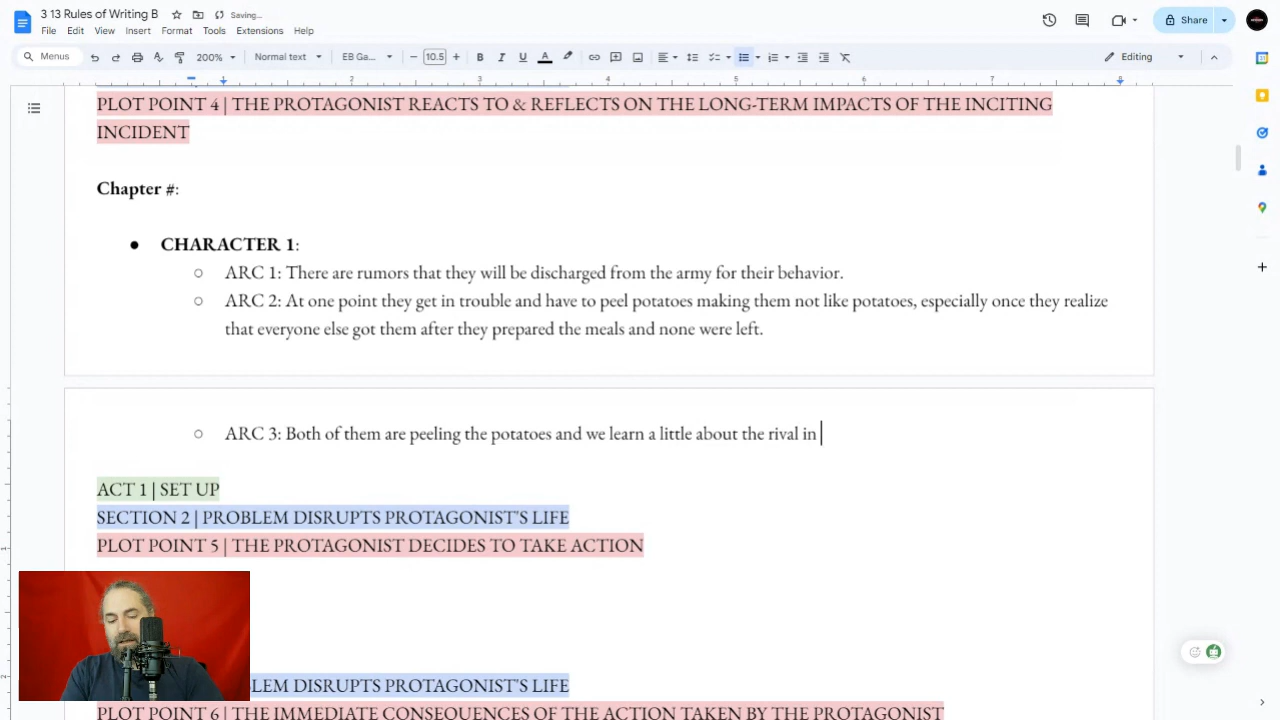 3 13 Rules of Writing B
Saving...
File Edit View Insert Format Tools Extensions Help
Share
Menus 200% Normal text EB Ga... 10.5 Editing
2 3 4 5 6 7
PLOT POINT 4 | THE PROTAGONIST REACTS TO & REFLECTS ON THE LONG-TERM IMPACTS OF THE INCITING
INCIDENT
Chapter #:
● CHARACTER 1:
○ ARC 1: There are rumors that they will be discharged from the army for their behavior.
○ ARC 2: At one point they get in trouble and have to peel potatoes making them not like potatoes, especially once they realize
that everyone else got them after they prepared the meals and none were left.
○ ARC 3: Both of them are peeling the potatoes and we learn a little about the rival in
ACT 1 | SET UP
SECTION 2 | PROBLEM DISRUPTS PROTAGONIST'S LIFE
PLOT POINT 5 | THE PROTAGONIST DECIDES TO TAKE ACTION
BLEM DISRUPTS PROTAGONIST'S LIFE
PLOT POINT 6 | THE IMMEDIATE CONSEQUENCES OF THE ACTION TAKEN BY THE PROTAGONIST